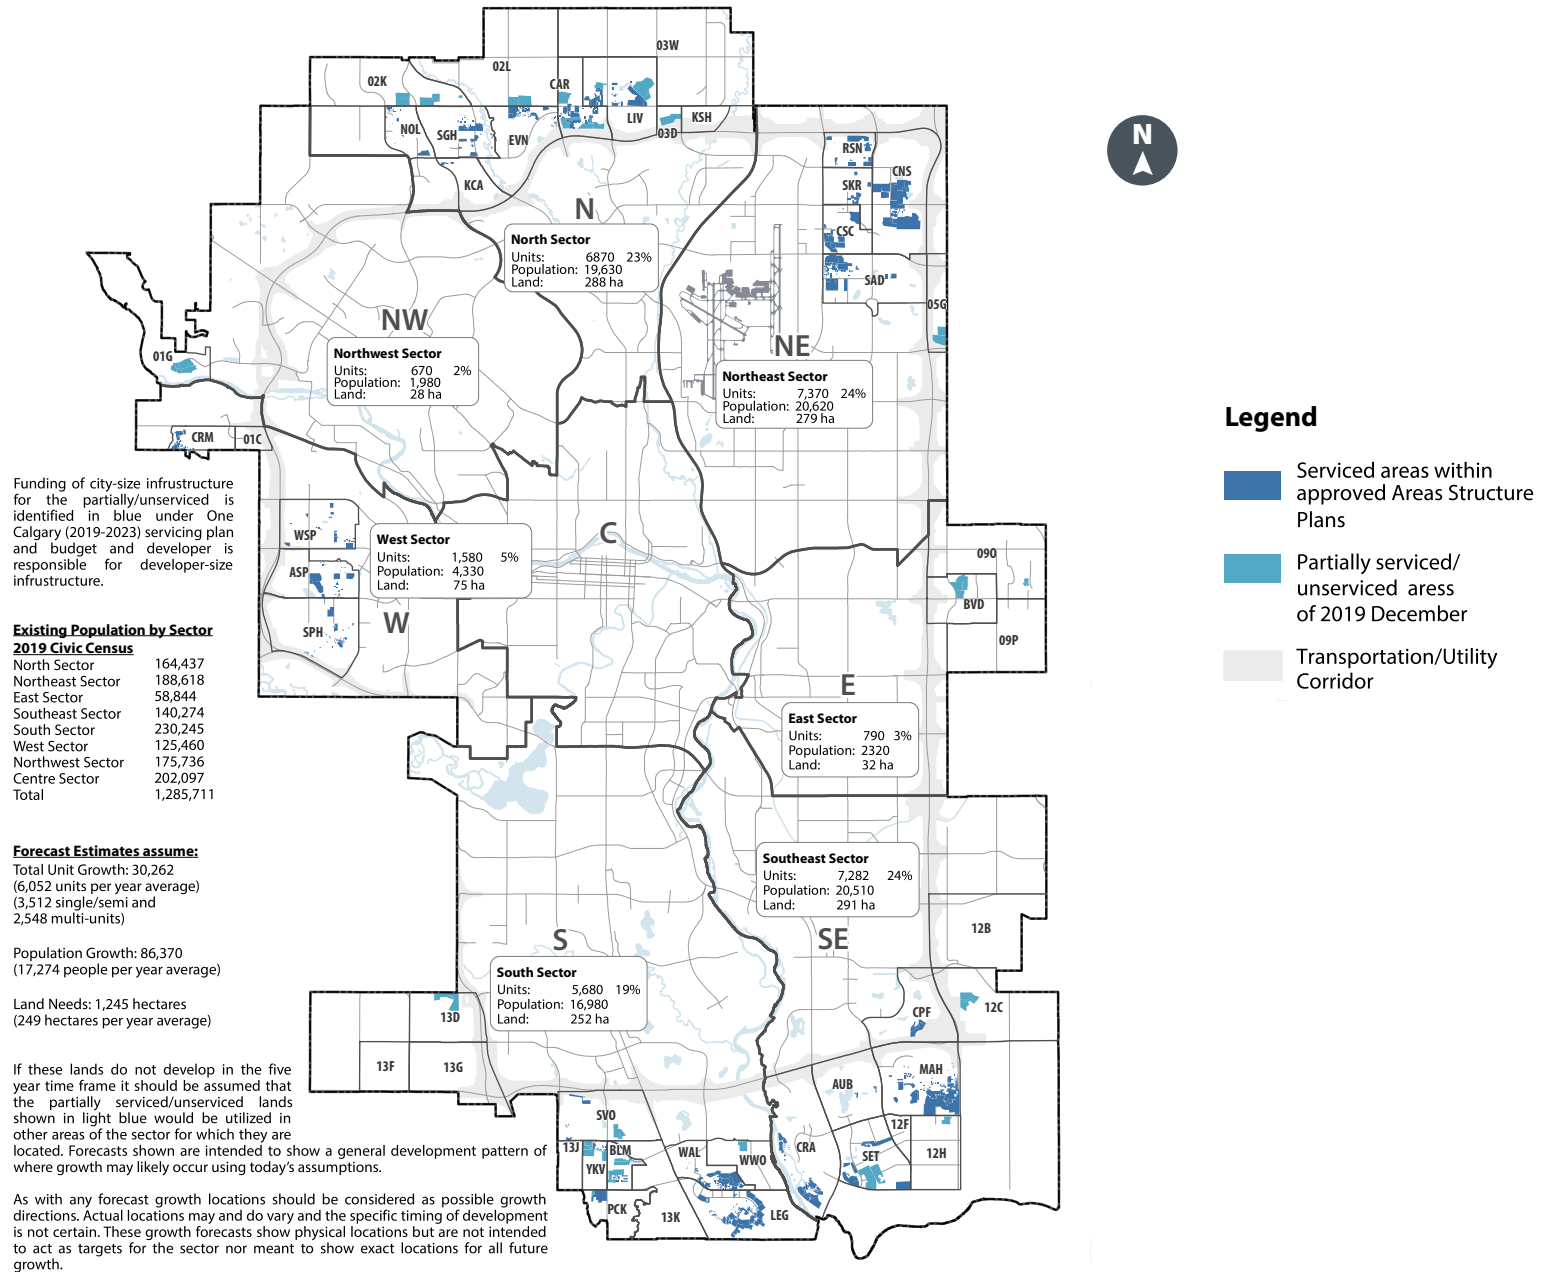 03W
02L
02K
CAR
NOL
SGH
EVN
LIV
03D
KSH
KCA
RSN
CNS
SKR
CSC
SAD
05G
N
N
North Sector
Units: 6870 23%
Population: 19,630
Land: 288 ha
NW
Northwest Sector
Units: 670 2%
Population: 1,980
Land: 28 ha
NE
Northeast Sector
Units: 7,370 24%
Population: 20,620
Land: 279 ha
01G
CRM
01C
Legend
Serviced areas within
approved Areas Structure
Plans
Partially serviced/
unserviced aress
of 2019 December
Transportation/Utility
Corridor
Funding of city-size infrustructure
for the partially/unserviced is
identified in blue under One
Calgary (2019-2023) servicing plan
and budget and developer is
responsible for developer-size
infrustructure.
WSP
ASP
SPH
West Sector
Units: 1,580 5%
Population: 4,330
Land: 75 ha
W
C
09O
BVD
09P
Existing Population by Sector
2019 Civic Census
North Sector 164,437
Northeast Sector 188,618
East Sector 58,844
Southeast Sector 140,274
South Sector 230,245
West Sector 125,460
Northwest Sector 175,736
Centre Sector 202,097
Total 1,285,711
E
East Sector
Units: 790 3%
Population: 2320
Land: 32 ha
Forecast Estimates assume:
Total Unit Growth: 30,262
(6,052 units per year average)
(3,512 single/semi and
2,548 multi-units)
Population Growth: 86,370
(17,274 people per year average)
Land Needs: 1,245 hectares
(249 hectares per year average)
Southeast Sector
Units: 7,282 24%
Population: 20,510
Land: 291 ha
SE
S
South Sector
Units: 5,680 19%
Population: 16,980
Land: 252 ha
12B
12C
CPF
13D
13F
13G
MAH
AUB
12F
12H
SET
CRA
SVO
13J
BLM
YKV
WAL
WWO
PCK
13K
LEG
If these lands do not develop in the five
year time frame it should be assumed that
the partially serviced/unserviced lands
shown in light blue would be utilized in
other areas of the sector for which they are
located. Forecasts shown are intended to show a general development pattern of
where growth may likely occur using today's assumptions.
As with any forecast growth locations should be considered as possible growth
directions. Actual locations may and do vary and the specific timing of development
is not certain. These growth forecasts show physical locations but are not intended
to act as targets for the sector nor meant to show exact locations for all future
growth.